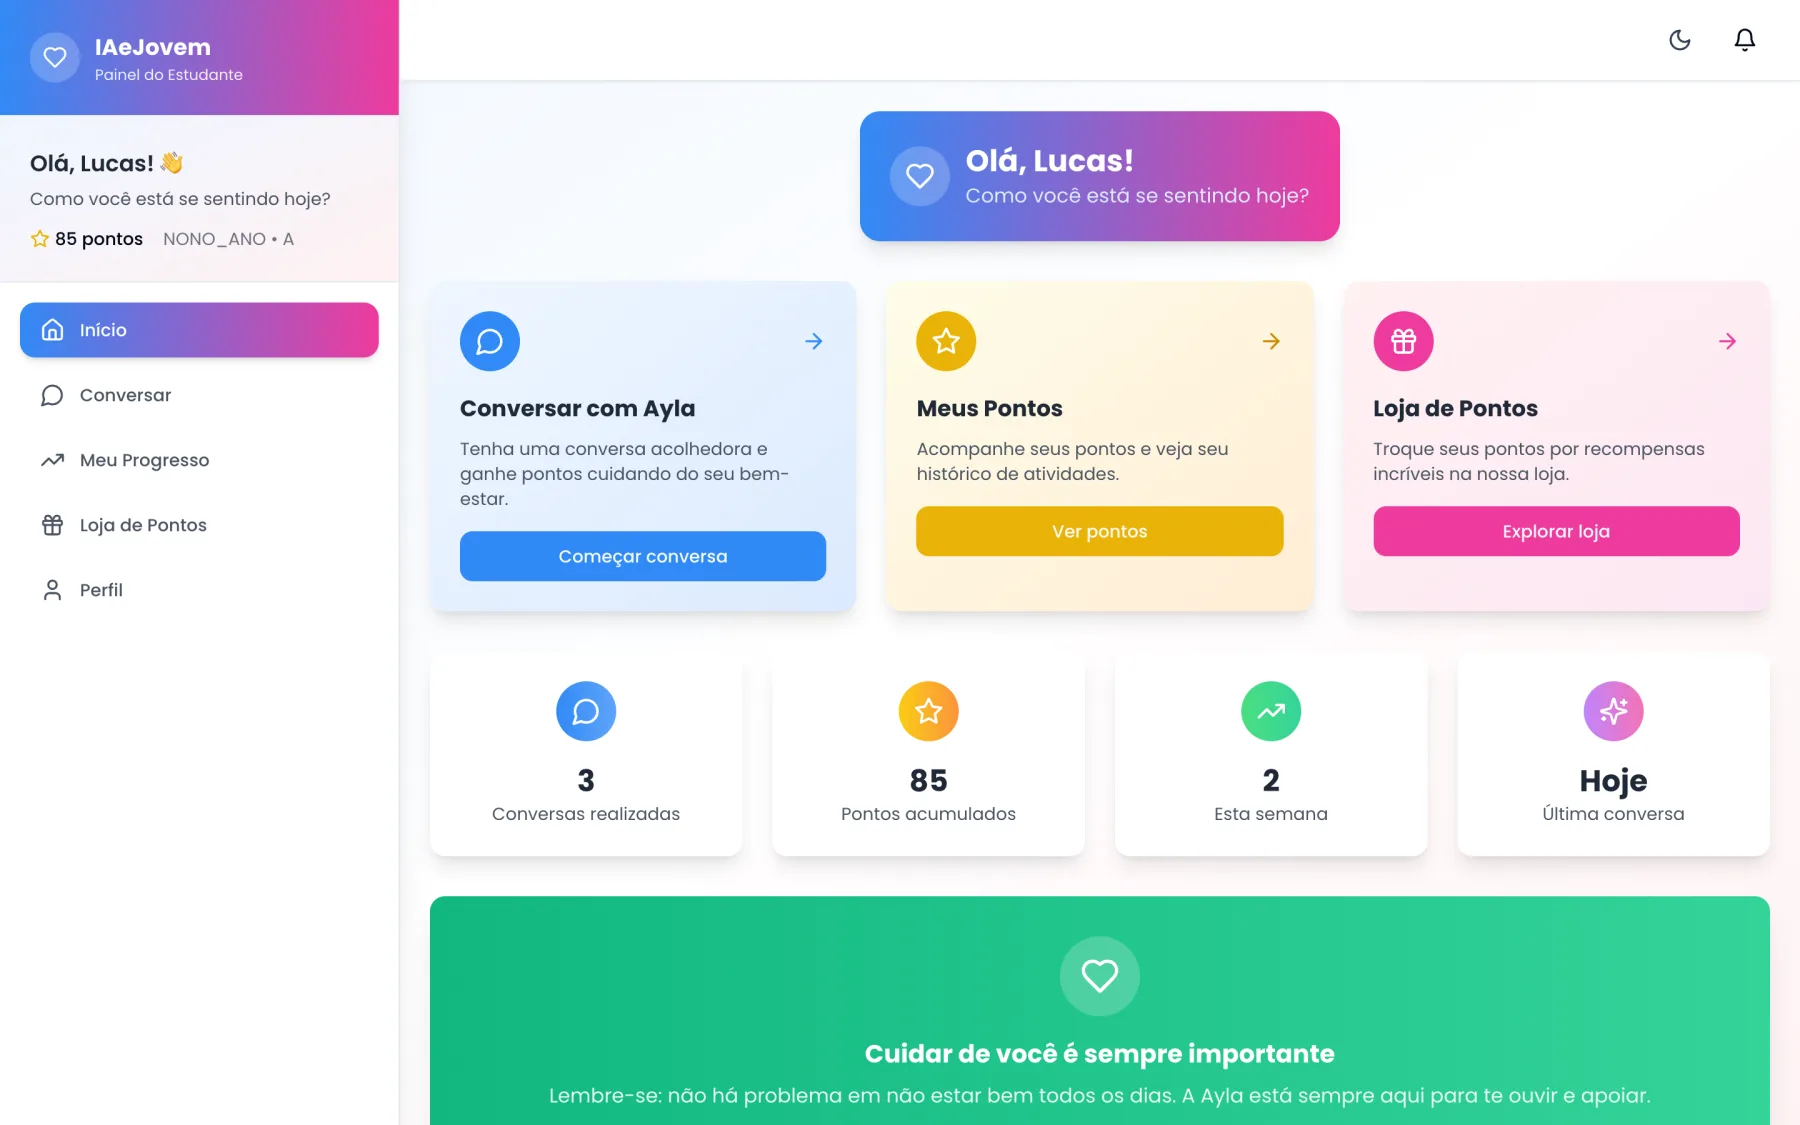 IAeJovem
Painel do Estudante
Olá, Lucas! 👋
Como você está se sentindo hoje?
85 pontos NONO_ANO • A
Início
Conversar
Meu Progresso
Loja de Pontos
Perfil
Olá, Lucas!
Como você está se sentindo hoje?
Conversar com Ayla
Tenha uma conversa acolhedora e
ganhe pontos cuidando do seu bem-
estar.
Começar conversa
Meus Pontos
Acompanhe seus pontos e veja seu
histórico de atividades.
Ver pontos
Loja de Pontos
Troque seus pontos por recompensas
incríveis na nossa loja.
Explorar loja
3
Conversas realizadas
85
Pontos acumulados
2
Esta semana
Hoje
Última conversa
Cuidar de você é sempre importante
Lembre-se: não há problema em não estar bem todos os dias. A Ayla está sempre aqui para te ouvir e apoiar.